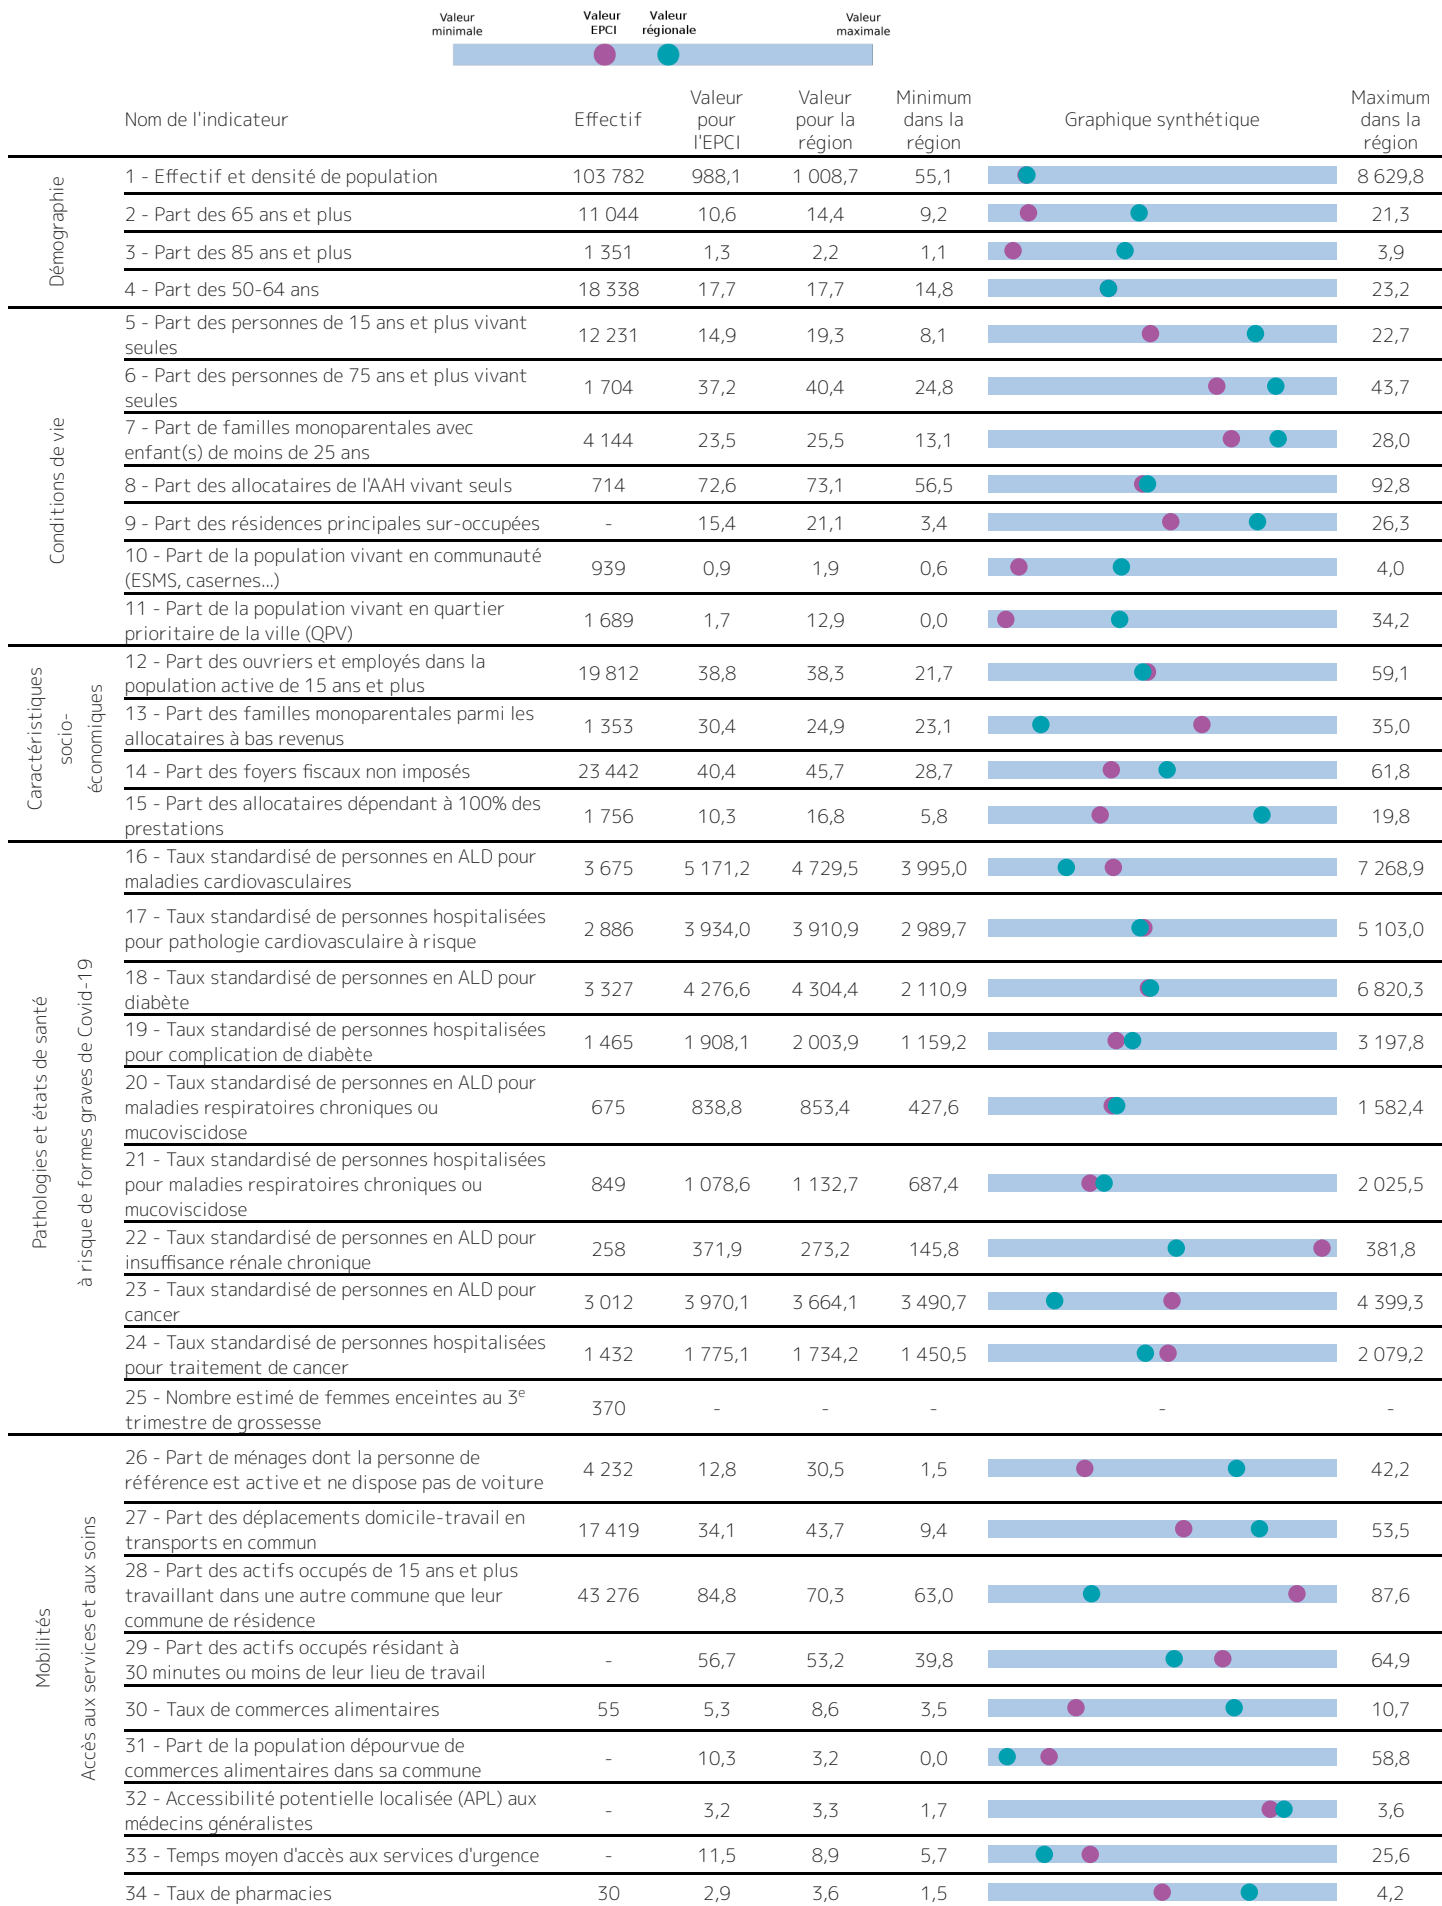 Valeur minimale
Valeur EPCI
Valeur régionale
Valeur maximale
Nom de l'indicateur Effectif Valeur pour l'EPCI Valeur pour la région Minimum dans la région Graphique synthétique Maximum dans la région
Démographie
1 - Effectif et densité de population 103 782 988,1 1 008,7 55,1 8 629,8
2 - Part des 65 ans et plus 11 044 10,6 14,4 9,2 21,3
3 - Part des 85 ans et plus 1 351 1,3 2,2 1,1 3,9
4 - Part des 50-64 ans 18 338 17,7 17,7 14,8 23,2
Conditions de vie
5 - Part des personnes de 15 ans et plus vivant
seules 12 231 14,9 19,3 8,1 22,7
6 - Part des personnes de 75 ans et plus vivant
seules 1 704 37,2 40,4 24,8 43,7
7 - Part de familles monoparentales avec
enfant(s) de moins de 25 ans 4 144 23,5 25,5 13,1 28,0
8 - Part des allocataires de l'AAH vivant seuls 714 72,6 73,1 56,5 92,8
9 - Part des résidences principales sur-occupées - 15,4 21,1 3,4 26,3
10 - Part de la population vivant en communauté
(ESMS, casernes...) 939 0,9 1,9 0,6 4,0
11 - Part de la population vivant en quartier
prioritaire de la ville (QPV) 1 689 1,7 12,9 0,0 34,2
Caractéristiques
socio-
économiques
12 - Part des ouvriers et employés dans la
population active de 15 ans et plus 19 812 38,8 38,3 21,7 59,1
13 - Part des familles monoparentales parmi les
allocataires à bas revenus 1 353 30,4 24,9 23,1 35,0
14 - Part des foyers fiscaux non imposés 23 442 40,4 45,7 28,7 61,8
15 - Part des allocataires dépendant à 100% des
prestations 1 756 10,3 16,8 5,8 19,8
Pathologies et états de santé
à risque de formes graves de Covid-19
16 - Taux standardisé de personnes en ALD pour
maladies cardiovasculaires 3 675 5 171,2 4 729,5 3 995,0 7 268,9
17 - Taux standardisé de personnes hospitalisées
pour pathologie cardiovasculaire à risque 2 886 3 934,0 3 910,9 2 989,7 5 103,0
18 - Taux standardisé de personnes en ALD pour
diabète 3 327 4 276,6 4 304,4 2 110,9 6 820,3
19 - Taux standardisé de personnes hospitalisées
pour complication de diabète 1 465 1 908,1 2 003,9 1 159,2 3 197,8
20 - Taux standardisé de personnes en ALD pour
maladies respiratoires chroniques ou
mucoviscidose 675 838,8 853,4 427,6 1 582,4
21 - Taux standardisé de personnes hospitalisées
pour maladies respiratoires chroniques ou
mucoviscidose 849 1 078,6 1 132,7 687,4 2 025,5
22 - Taux standardisé de personnes en ALD pour
insuffisance rénale chronique 258 371,9 273,2 145,8 381,8
23 - Taux standardisé de personnes en ALD pour
cancer 3 012 3 970,1 3 664,1 3 490,7 4 399,3
24 - Taux standardisé de personnes hospitalisées
pour traitement de cancer 1 432 1 775,1 1 734,2 1 450,5 2 079,2
25 - Nombre estimé de femmes enceintes au 3e
trimestre de grossesse 370 - - - - -
Mobilités
Accès aux services et aux soins
26 - Part de ménages dont la personne de
référence est active et ne dispose pas de voiture 4 232 12,8 30,5 1,5 42,2
27 - Part des déplacements domicile-travail en
transports en commun 17 419 34,1 43,7 9,4 53,5
28 - Part des actifs occupés de 15 ans et plus
travaillant dans une autre commune que leur
commune de résidence 43 276 84,8 70,3 63,0 87,6
29 - Part des actifs occupés résidant à
30 minutes ou moins de leur lieu de travail - 56,7 53,2 39,8 64,9
30 - Taux de commerces alimentaires 55 5,3 8,6 3,5 10,7
31 - Part de la population dépourvue de
commerces alimentaires dans sa commune - 10,3 3,2 0,0 58,8
32 - Accessibilité potentielle localisée (APL) aux
médecins généralistes - 3,2 3,3 1,7 3,6
33 - Temps moyen d'accès aux services d'urgence - 11,5 8,9 5,7 25,6
34 - Taux de pharmacies 30 2,9 3,6 1,5 4,2